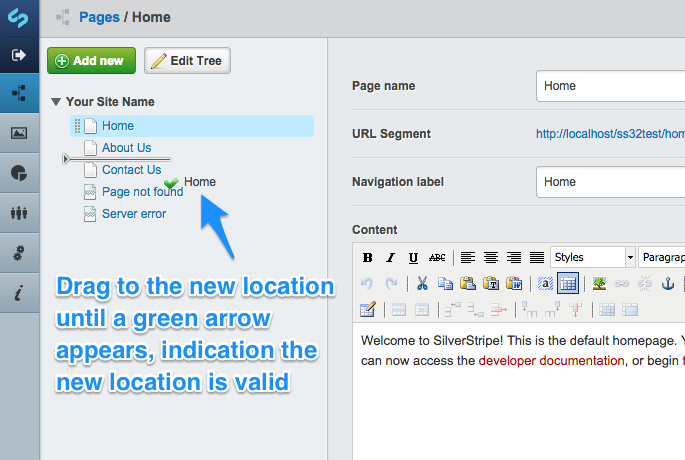 Pages / Home
Add new
Edit Tree
Your Site Name
Home
About Us
Contact Us
Home
Page not found
Server error
Drag to the new location
until a green arrow
appears, indication the
new location is valid
Page name
Home
URL Segment
http://localhost/ss32test/hom
Navigation label
Home
Content
B I U ABC Styles Paragrap
Welcome to SilverStripe! This is the default homepage. Y
can now access the developer documentation, or begin t